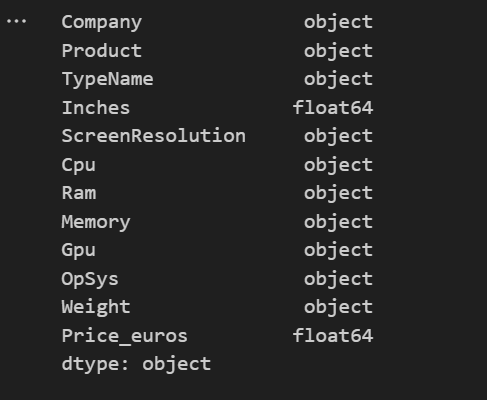 Company object
Product object
TypeName object
Inches float64
ScreenResolution object
Cpu object
Ram object
Memory object
Gpu object
OpSys object
Weight object
Price_euros float64
dtype: object